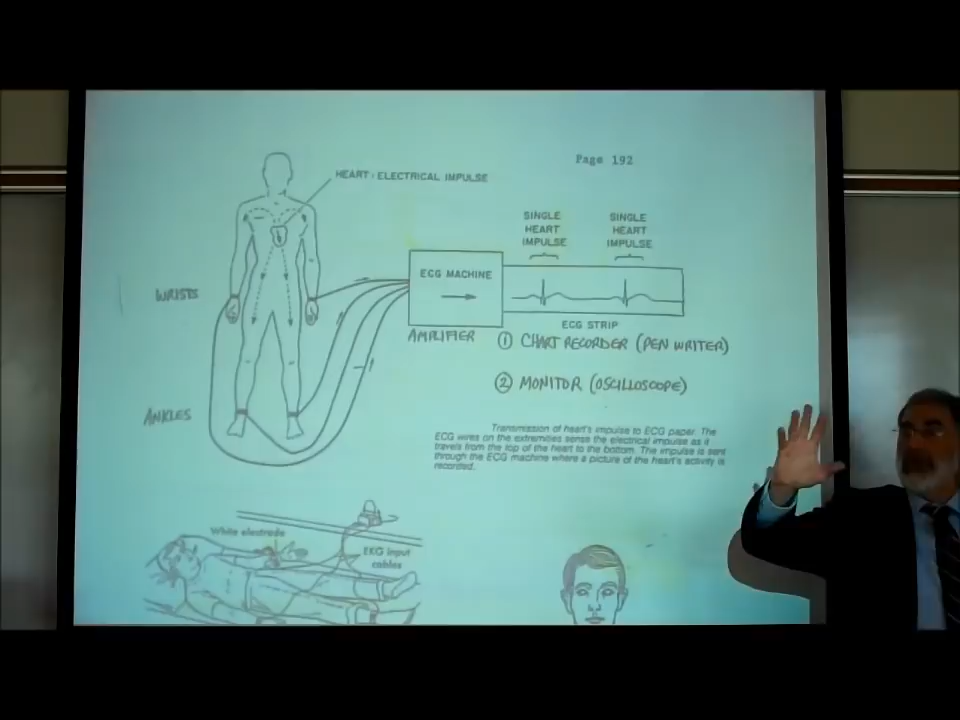 Page 192
HEART : ELECTRICAL IMPULSE
SINGLE
HEART
IMPULSE
SINGLE
HEART
IMPULSE
ECG MACHINE
WRISTS
ECG STRIP
AMPLIFIER
① CHART RECORDER (PEN WRITER)
② MONITOR (OSCILLOSCOPE)
ANKLES
Transmission of heart's impulse to ECG paper. The
ECG wires on the extremities sense the electrical impulse as it
travels from the top of the heart to the bottom. The impulse is sent
through the ECG machine where a picture of the heart's activity is
recorded.
White electrode
EKG input
cables